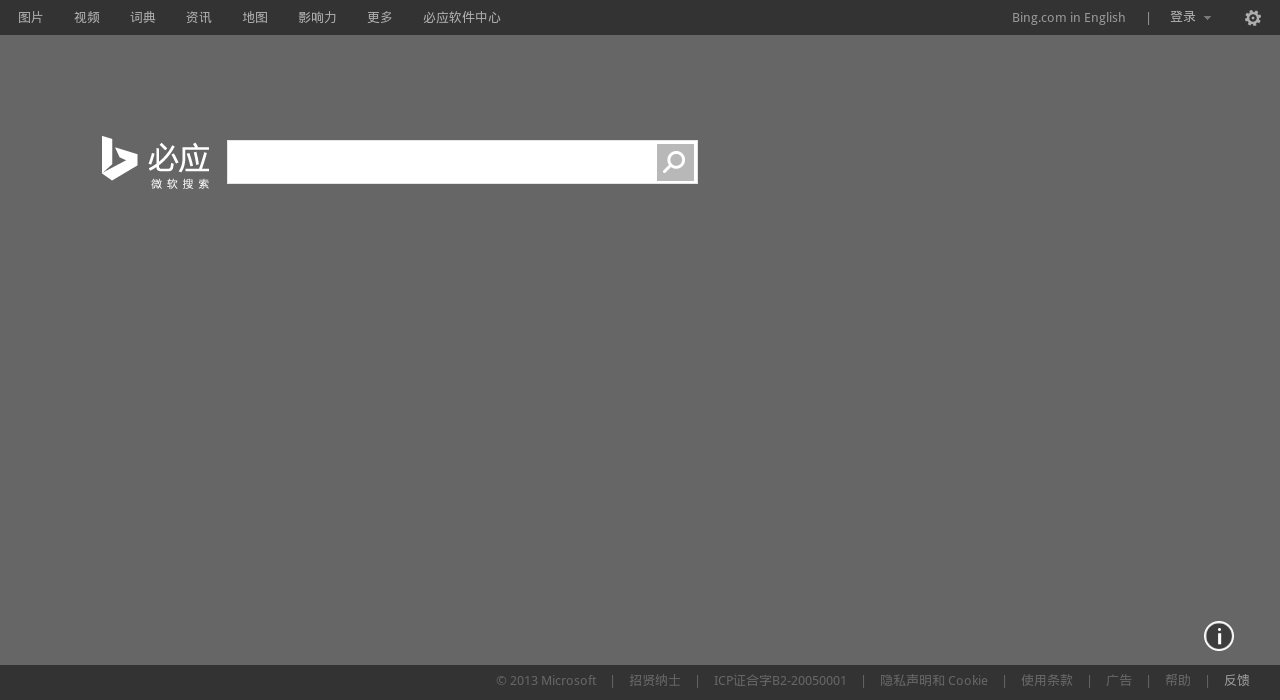 图片 视频 词典 资讯 地图 影响力 更多 必应软件中心 Bing.com in English | 登录
必应
微软搜索
© 2013 Microsoft | 招贤纳士 | ICP证合字B2-20050001 | 隐私声明和 Cookie | 使用条款 | 广告 | 帮助 | 反馈